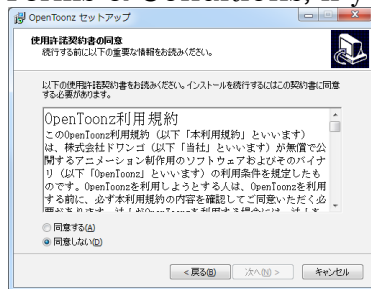 OpenToonz セットアップ
使用許諾契約書の同意
続行する前に以下の重要な情報をお読みください。
以下の使用許諾契約書をお読みください。インストールを続行するにはこの契約書に同意
する必要があります。
OpenToonz利用規約
このOpenToonz利用規約（以下「本利用規約」といいます）
は、株式会社ドワンゴ（以下「当社」といいます）が無償で公
開するアニメーション制作用のソフトウェアおよびそのバイナ
リ（以下「OpenToonz」といいます）の利用条件を規定したも
のです。OpenToonzを利用しようとする人は、OpenToonzを利用
する前に、必ず本利用規約の内容を確認してご同意いただく必
同意する(A)
同意しない(D)
< 戻る(B)
次へ(N) >
キャンセル